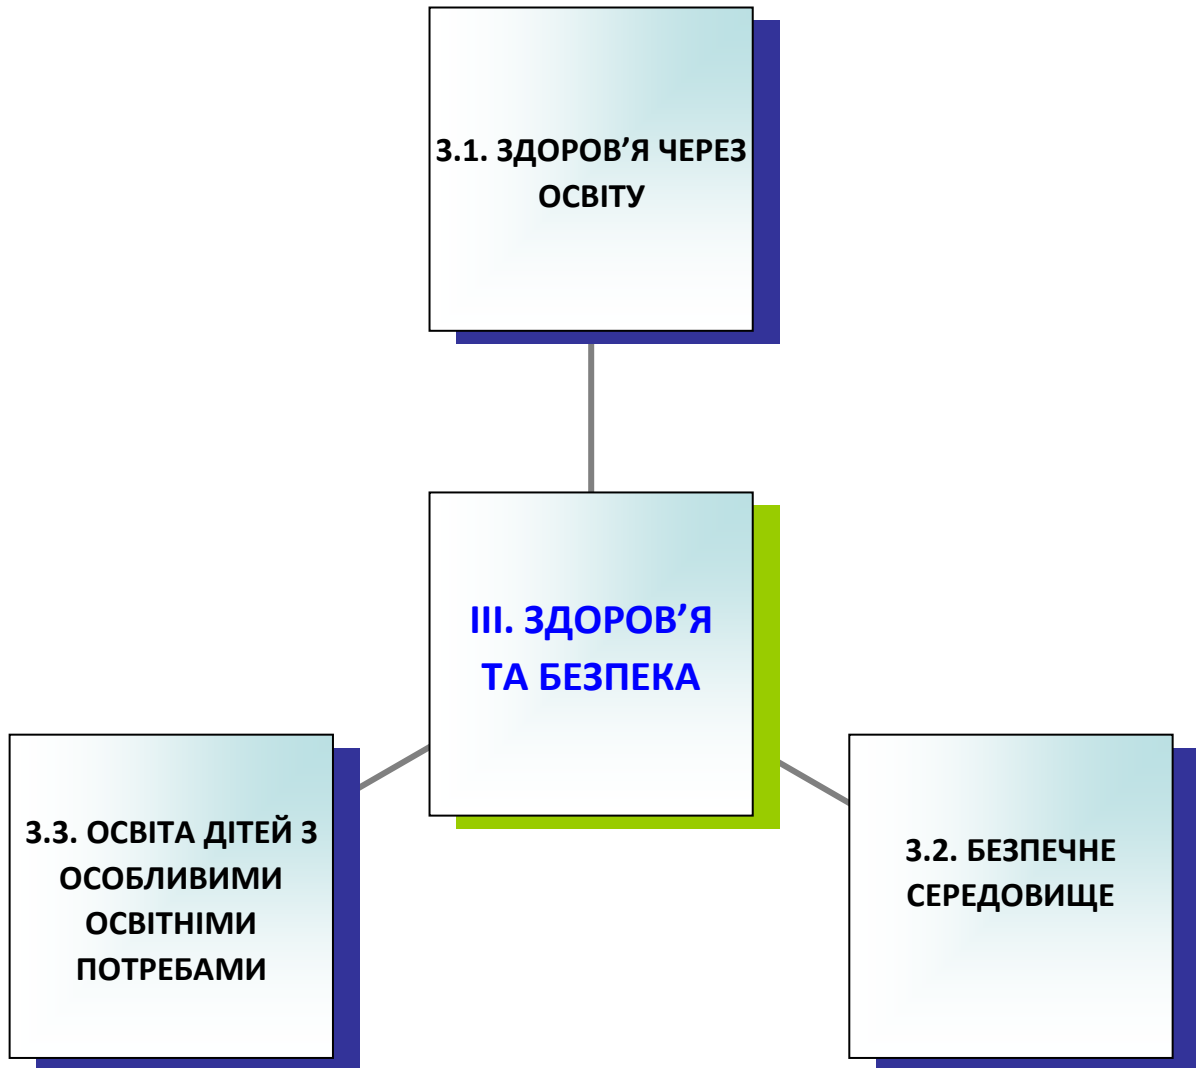 3.1. ЗДОРОВ’Я ЧЕРЕЗ
ОСВІТУ
ІІІ. ЗДОРОВ’Я
ТА БЕЗПЕКА
3.3. ОСВІТА ДІТЕЙ З
ОСОБЛИВИМИ
ОСВІТНІМИ
ПОТРЕБАМИ
3.2. БЕЗПЕЧНЕ
СЕРЕДОВИЩЕ